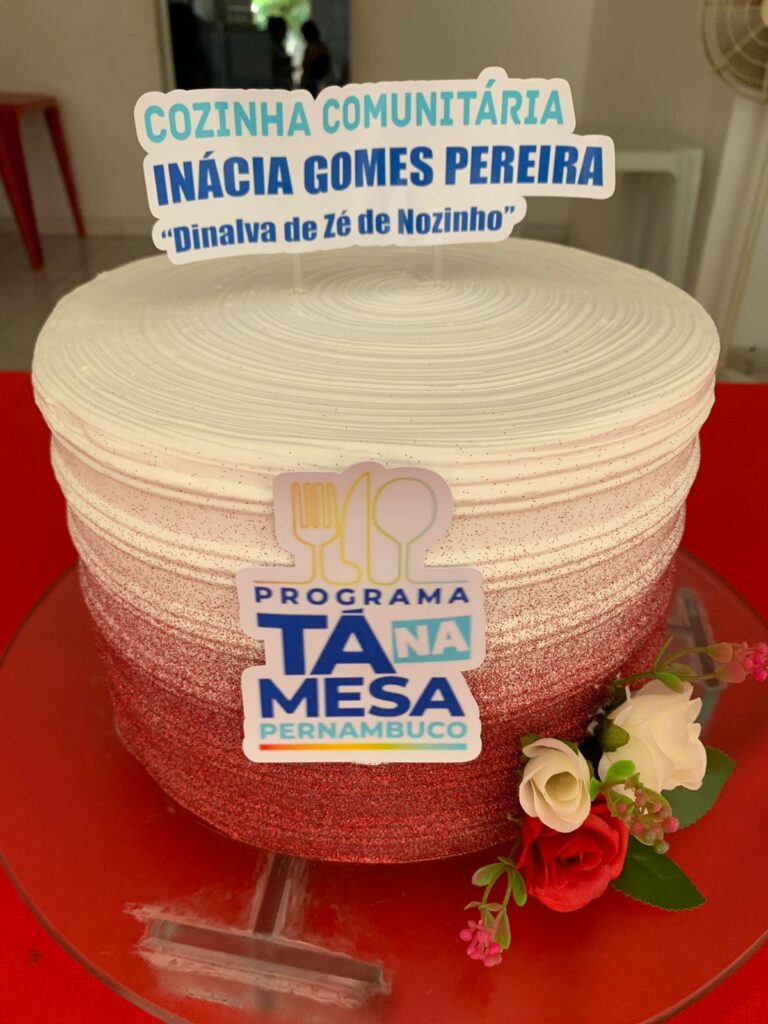 COZINHA COMUNITÁRIA
INÁCIA GOMES PEREIRA
“Dinalva de Zé de Nozinho”
PROGRAMA
TÁ NA
MESA
PERNAMBUCO